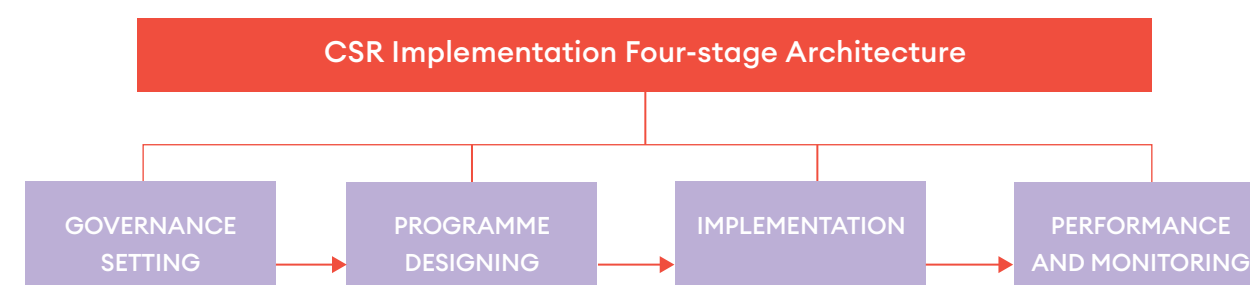 CSR Implementation Four-stage Architecture
GOVERNANCE
SETTING
PROGRAMME
DESIGNING
IMPLEMENTATION
PERFORMANCE
AND MONITORING